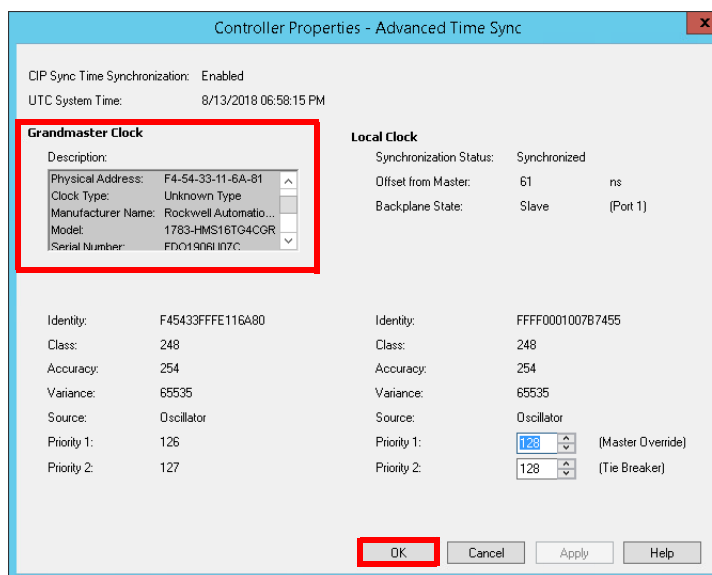 Controller Properties - Advanced Time Sync
x
CIP Sync Time Synchronization: Enabled
UTC System Time: 8/13/2018 06:58:15 PM
Grandmaster Clock
Description:
Physical Address: F4-54-33-11-6A-81
Clock Type: Unknown Type
Manufacturer Name: Rockwell Automatio...
Model: 1783-HMS16TG4CGR
Serial Number: FDO1906U07C
Local Clock
Synchronization Status: Synchronized
Offset from Master: 61 ns
Backplane State: Slave (Port 1)
Identity: F45433FFFE116A80
Class: 248
Accuracy: 254
Variance: 65535
Source: Oscillator
Priority 1: 126
Priority 2: 127
Identity: FFFF0001007B7455
Class: 248
Accuracy: 254
Variance: 65535
Source: Oscillator
Priority 1: 128 (Master Override)
Priority 2: 128 (Tie Breaker)
OK Cancel Apply Help